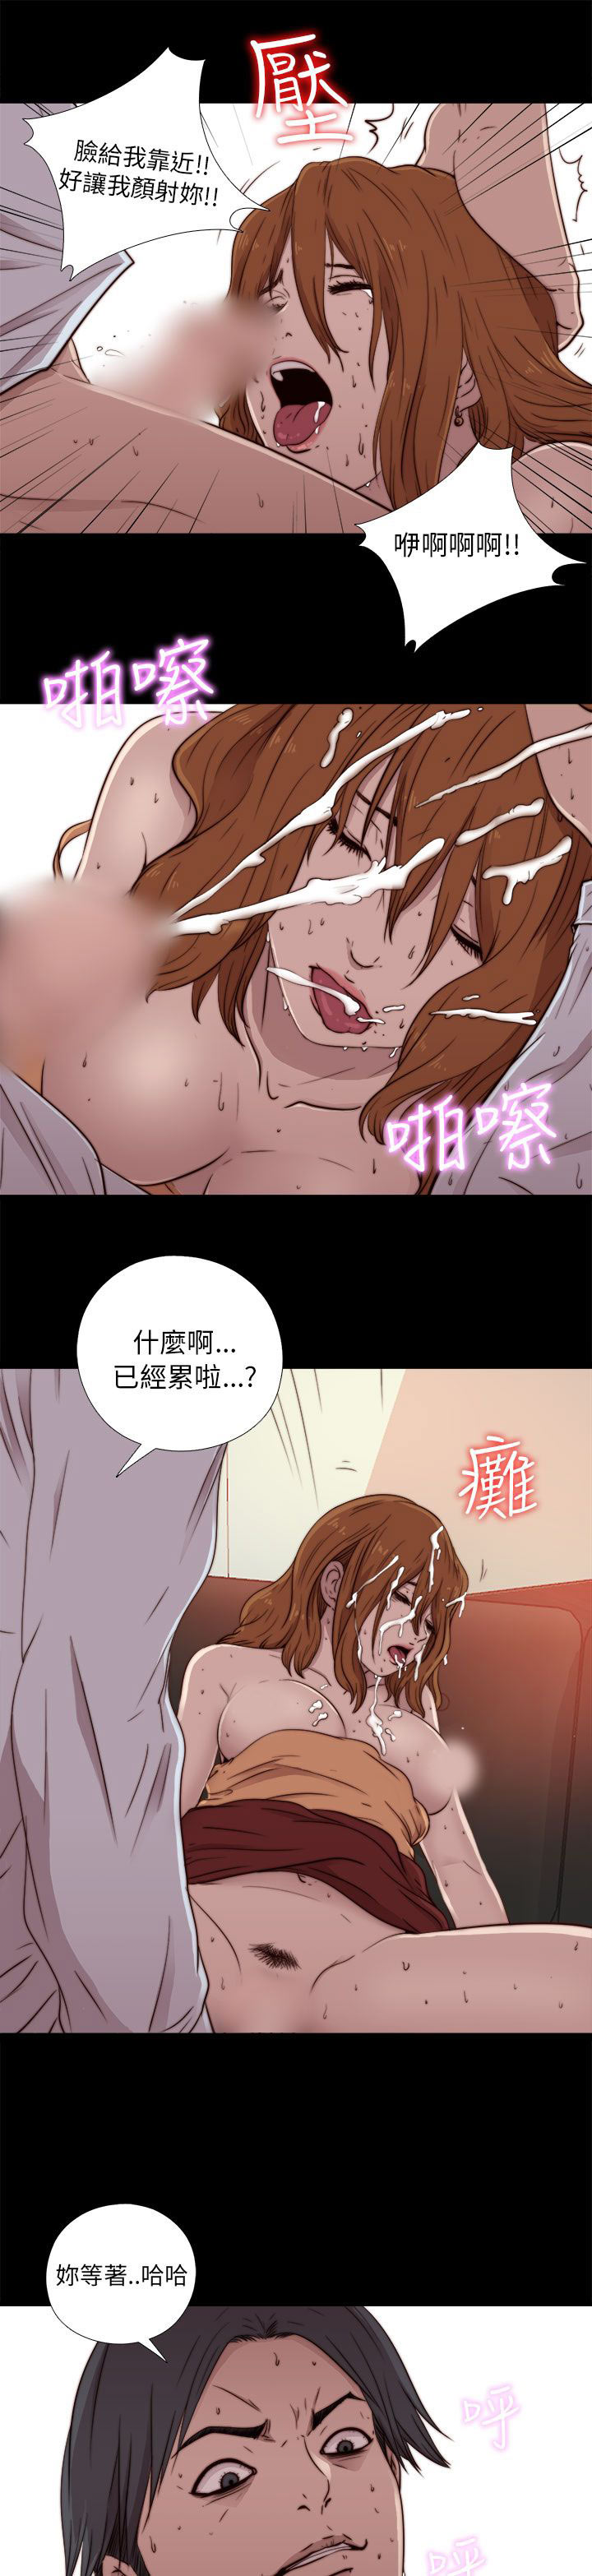 壓
臉給我靠近!!
好讓我顏射妳!!
咿啊啊啊!!
啪嚓
啪嚓
什麼啊...
已經累啦...?
癱
妳等著..哈哈
呼
呼